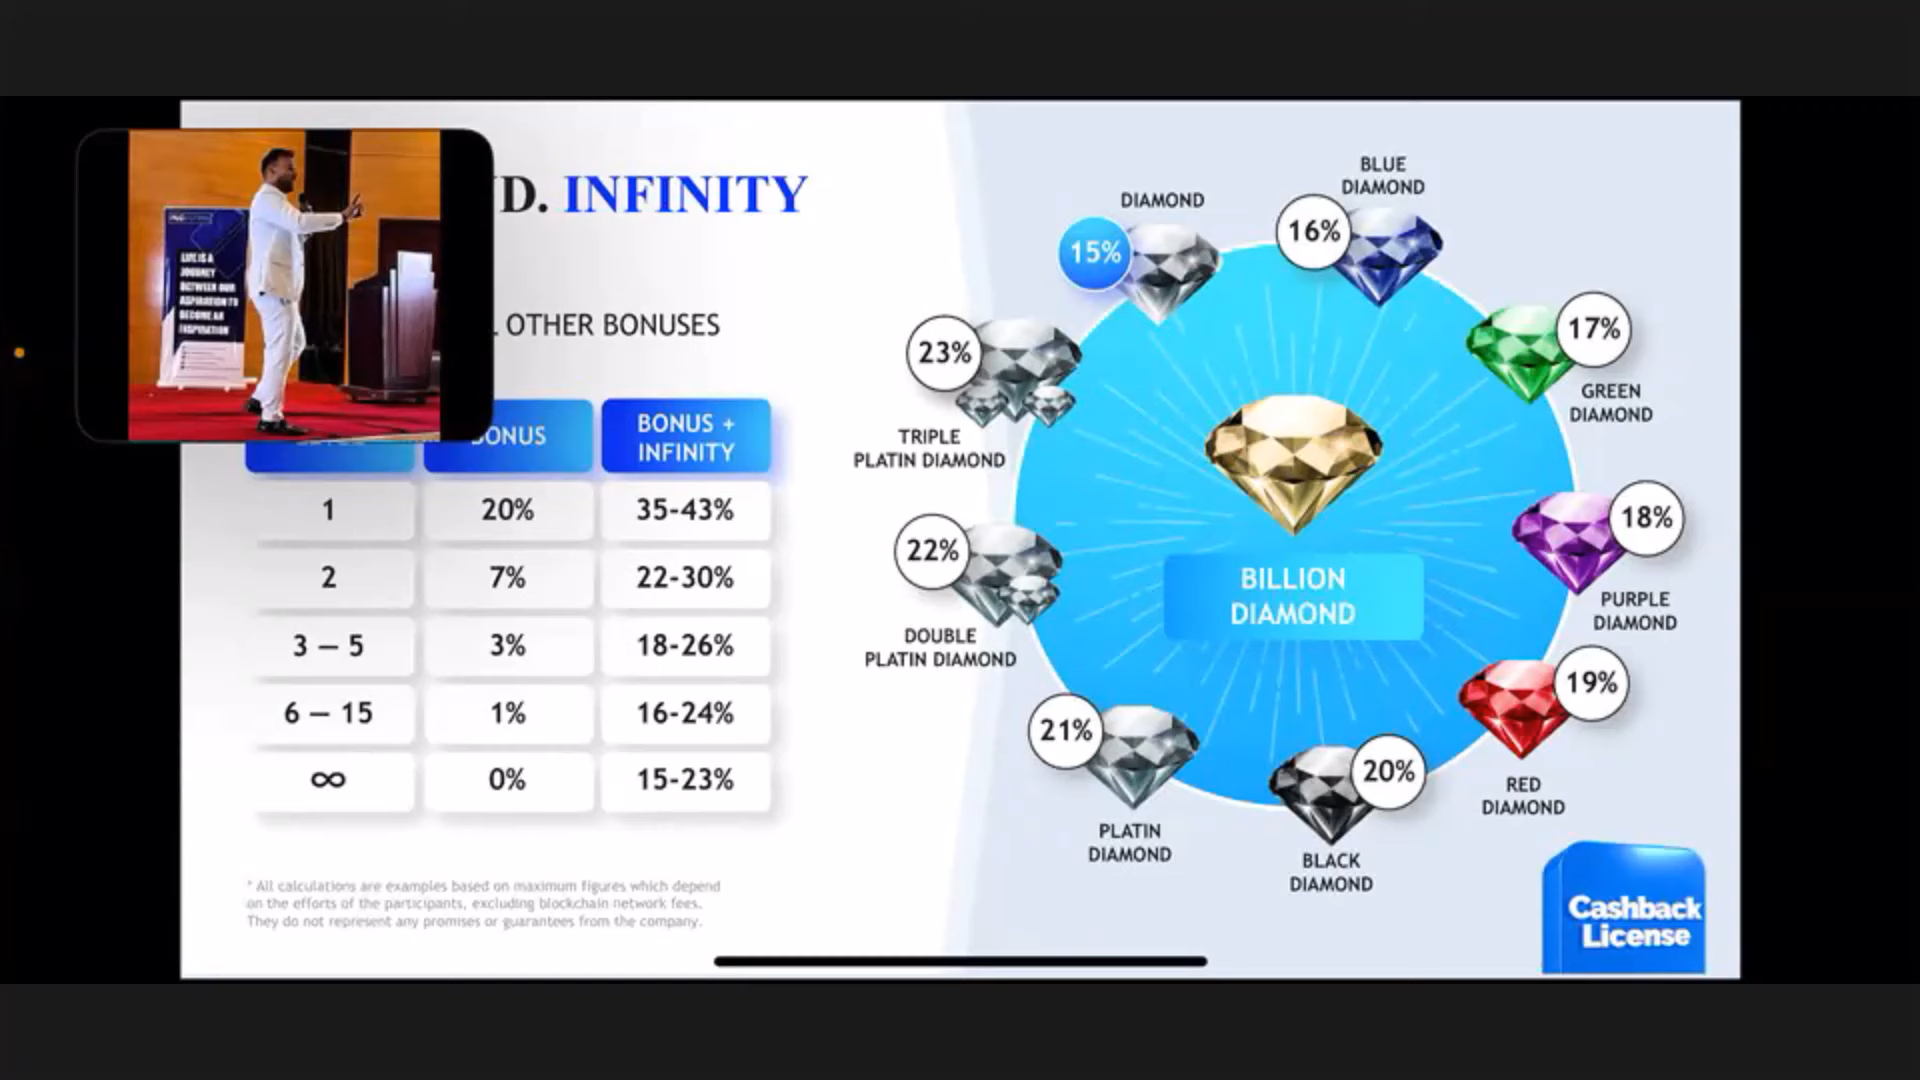 D. INFINITY
OTHER BONUSES
BONUS
BONUS +
INFINITY
1
20%
35-43%
2
7%
22-30%
3 – 5
3%
18-26%
6 – 15
1%
16-24%
∞
0%
15-23%
* All calculations are examples based on maximum figures which depend
on the efforts of the participants, excluding blockchain network fees.
They do not represent any promises or guarantees from the company.
LIFE IS A
JOURNEY
BETWEEN OUR
ASPIRATION TO
BECOME AN
INSPIRATION
DIAMOND
15%
BLUE
DIAMOND
16%
17%
GREEN
DIAMOND
18%
PURPLE
DIAMOND
19%
RED
DIAMOND
20%
BLACK
DIAMOND
21%
PLATIN
DIAMOND
22%
DOUBLE
PLATIN DIAMOND
23%
TRIPLE
PLATIN DIAMOND
BILLION
DIAMOND
Cashback
License